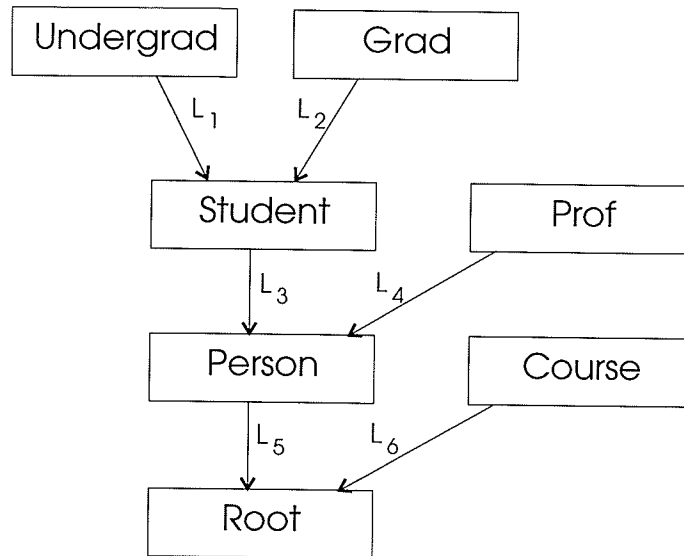 Undergrad
Grad
L1
L2
Student
Prof
L3
L4
Person
Course
L5
L6
Root